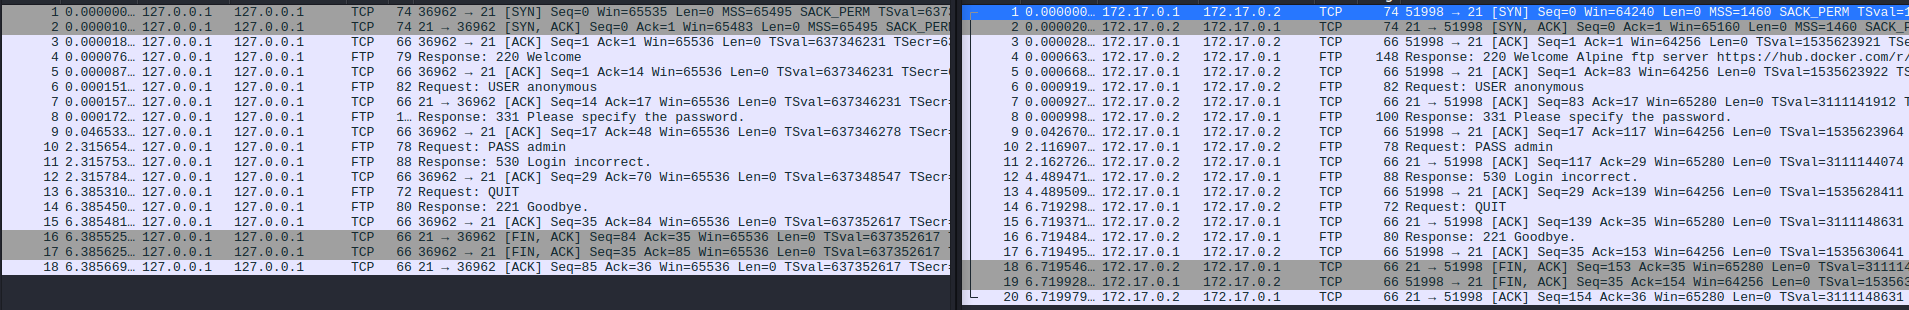 1 0.000000... 127.0.0.1 127.0.0.1 TCP 74 36962 → 21 [SYN] Seq=0 Win=65535 Len=0 MSS=65495 SACK_PERM TSval=637
2 0.000010... 127.0.0.1 127.0.0.1 TCP 74 21 → 36962 [SYN, ACK] Seq=0 Ack=1 Win=65483 Len=0 MSS=65495 SACK_PER
3 0.000018... 127.0.0.1 127.0.0.1 TCP 66 36962 → 21 [ACK] Seq=1 Ack=1 Win=65536 Len=0 TSval=637346231 TSecr=6
4 0.000076... 127.0.0.1 127.0.0.1 FTP 79 Response: 220 Welcome
5 0.000087... 127.0.0.1 127.0.0.1 TCP 66 36962 → 21 [ACK] Seq=1 Ack=14 Win=65536 Len=0 TSval=637346231 TSecr=
6 0.000151... 127.0.0.1 127.0.0.1 FTP 82 Request: USER anonymous
7 0.000157... 127.0.0.1 127.0.0.1 TCP 66 21 → 36962 [ACK] Seq=14 Ack=17 Win=65536 Len=0 TSval=637346231 TSecr=
8 0.000172... 127.0.0.1 127.0.0.1 FTP 1... Response: 331 Please specify the password.
9 0.046533... 127.0.0.1 127.0.0.1 TCP 66 36962 → 21 [ACK] Seq=17 Ack=48 Win=65536 Len=0 TSval=637346278 TSecr=
10 2.315654... 127.0.0.1 127.0.0.1 FTP 78 Request: PASS admin
11 2.315753... 127.0.0.1 127.0.0.1 FTP 88 Response: 530 Login incorrect.
12 2.315784... 127.0.0.1 127.0.0.1 TCP 66 36962 → 21 [ACK] Seq=29 Ack=70 Win=65536 Len=0 TSval=637348547 TSecr=
13 6.385310... 127.0.0.1 127.0.0.1 FTP 72 Request: QUIT
14 6.385450... 127.0.0.1 127.0.0.1 FTP 80 Response: 221 Goodbye.
15 6.385481... 127.0.0.1 127.0.0.1 TCP 66 36962 → 21 [ACK] Seq=35 Ack=84 Win=65536 Len=0 TSval=637352617 TSecr=
16 6.385525... 127.0.0.1 127.0.0.1 TCP 66 21 → 36962 [FIN, ACK] Seq=84 Ack=35 Win=65536 Len=0 TSval=637352617
17 6.385625... 127.0.0.1 127.0.0.1 TCP 66 36962 → 21 [FIN, ACK] Seq=35 Ack=85 Win=65536 Len=0 TSval=637352617
18 6.385669... 127.0.0.1 127.0.0.1 TCP 66 21 → 36962 [ACK] Seq=85 Ack=36 Win=65536 Len=0 TSval=637352617 TSecr=
1 0.000000... 172.17.0.1 172.17.0.2 TCP 74 51998 → 21 [SYN] Seq=0 Win=64240 Len=0 MSS=1460 SACK_PERM TSval=1
2 0.000020... 172.17.0.2 172.17.0.1 TCP 74 21 → 51998 [SYN, ACK] Seq=0 Ack=1 Win=65160 Len=0 MSS=1460 SACK_P
3 0.000028... 172.17.0.1 172.17.0.2 TCP 66 51998 → 21 [ACK] Seq=1 Ack=1 Win=64256 Len=0 TSval=1535623921 TSe
4 0.000663... 172.17.0.2 172.17.0.1 FTP 148 Response: 220 Welcome Alpine ftp server https://hub.docker.com/r/
5 0.000668... 172.17.0.1 172.17.0.2 TCP 66 51998 → 21 [ACK] Seq=1 Ack=83 Win=64256 Len=0 TSval=1535623922 TS
6 0.000919... 172.17.0.1 172.17.0.2 FTP 82 Request: USER anonymous
7 0.000927... 172.17.0.2 172.17.0.1 TCP 66 21 → 51998 [ACK] Seq=83 Ack=17 Win=65280 Len=0 TSval=3111141912 T
8 0.000998... 172.17.0.2 172.17.0.1 FTP 100 Response: 331 Please specify the password.
9 0.042670... 172.17.0.1 172.17.0.2 TCP 66 51998 → 21 [ACK] Seq=17 Ack=117 Win=64256 Len=0 TSval=1535623964
10 2.116907... 172.17.0.1 172.17.0.2 FTP 78 Request: PASS admin
11 2.162726... 172.17.0.2 172.17.0.1 TCP 66 21 → 51998 [ACK] Seq=117 Ack=29 Win=65280 Len=0 TSval=3111144074
12 4.489471... 172.17.0.2 172.17.0.1 FTP 88 Response: 530 Login incorrect.
13 4.489509... 172.17.0.1 172.17.0.2 TCP 66 51998 → 21 [ACK] Seq=29 Ack=139 Win=64256 Len=0 TSval=1535628411
14 6.719298... 172.17.0.1 172.17.0.2 FTP 72 Request: QUIT
15 6.719371... 172.17.0.2 172.17.0.1 TCP 66 21 → 51998 [ACK] Seq=139 Ack=35 Win=65280 Len=0 TSval=3111148631
16 6.719484... 172.17.0.2 172.17.0.1 FTP 80 Response: 221 Goodbye.
17 6.719495... 172.17.0.1 172.17.0.2 TCP 66 51998 → 21 [ACK] Seq=35 Ack=153 Win=64256 Len=0 TSval=1535630641
18 6.719546... 172.17.0.2 172.17.0.1 TCP 66 21 → 51998 [FIN, ACK] Seq=153 Ack=35 Win=65280 Len=0 TSval=311114
19 6.719928... 172.17.0.1 172.17.0.2 TCP 66 51998 → 21 [FIN, ACK] Seq=35 Ack=154 Win=64256 Len=0 TSval=153563
20 6.719979... 172.17.0.2 172.17.0.1 TCP 66 21 → 51998 [ACK] Seq=154 Ack=36 Win=65280 Len=0 TSval=3111148631